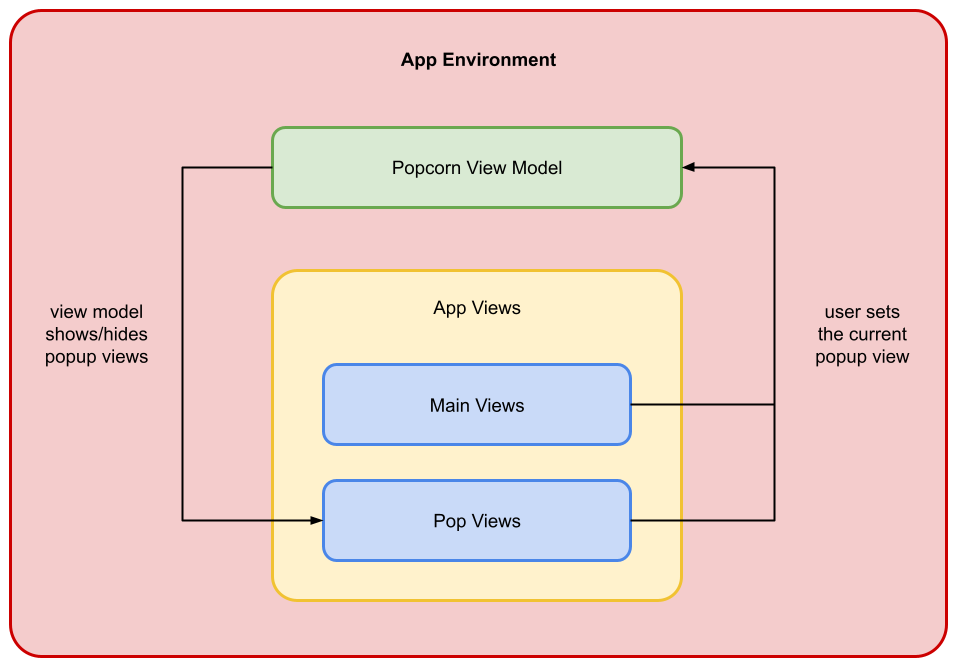 App Environment
Popcorn View Model
view model
shows/hides
popup views
App Views
Main Views
Pop Views
user sets
the current
popup view